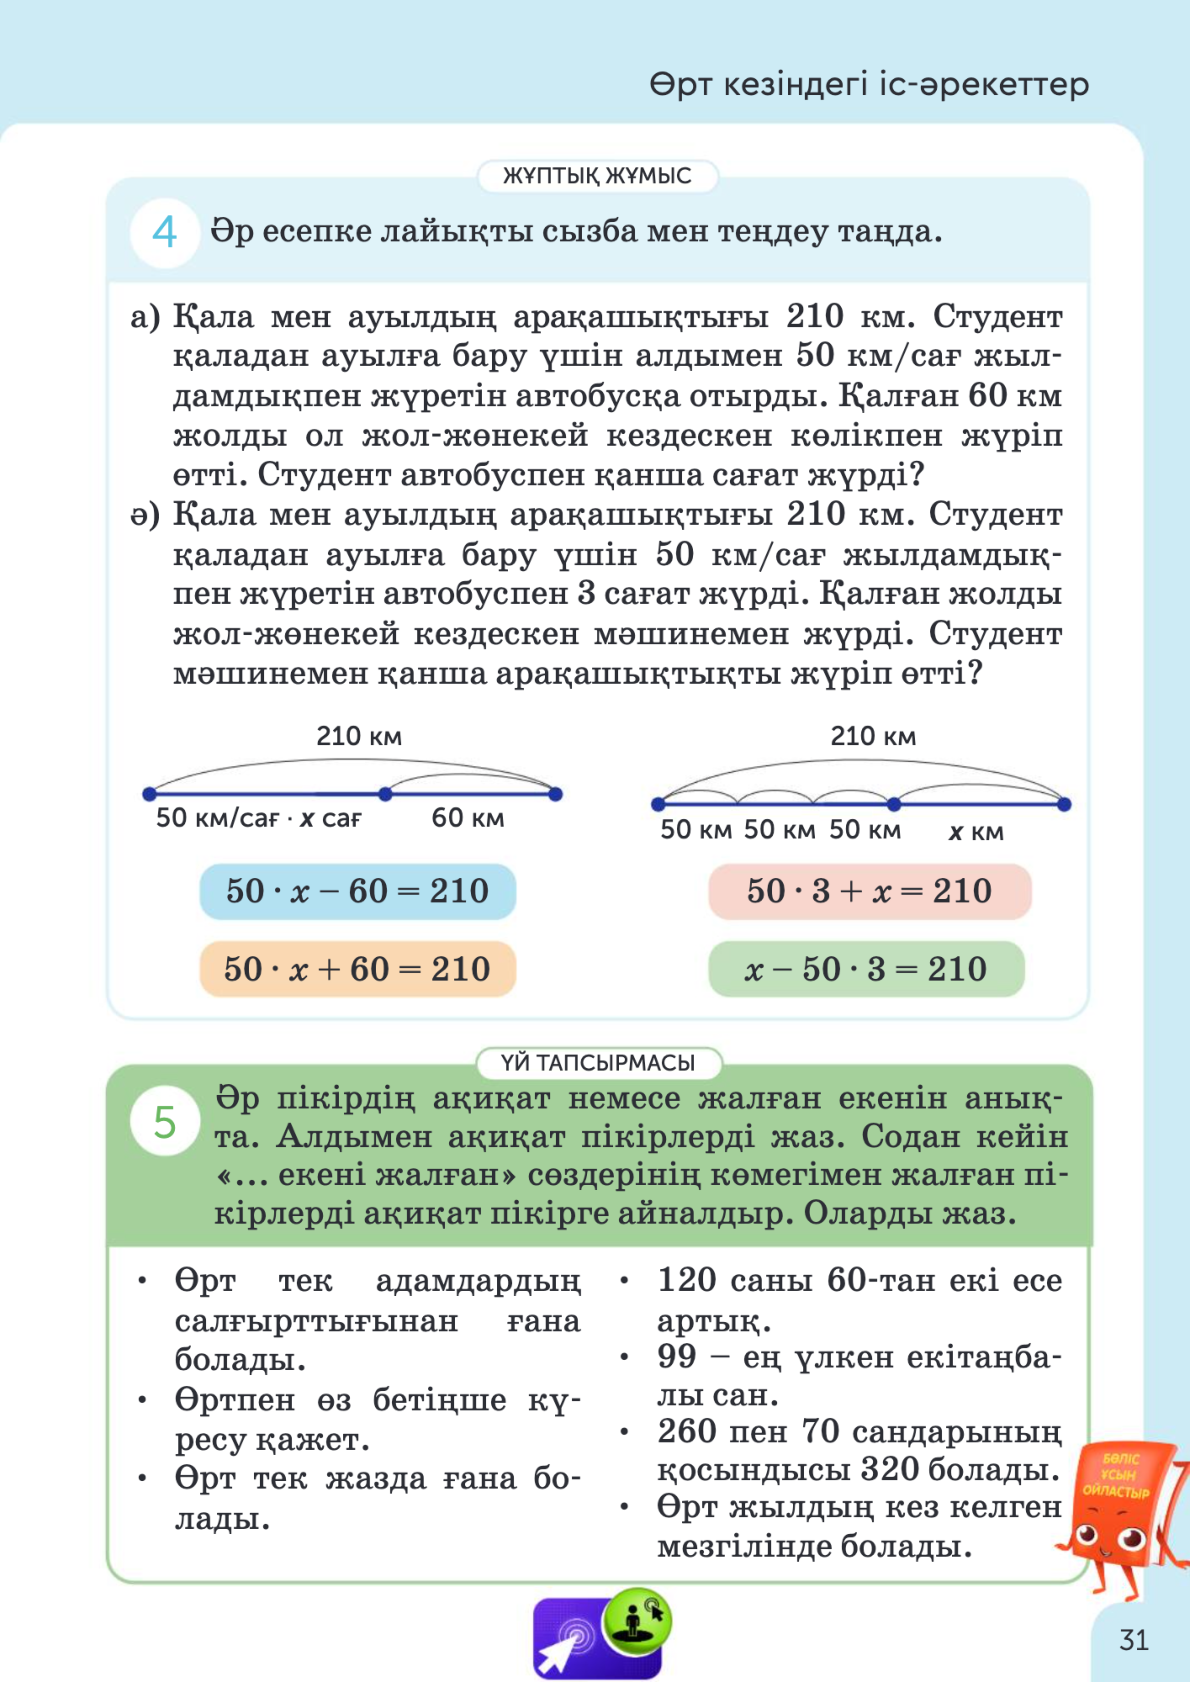 Өрт кезіндегі іс-әрекеттер
ЖҰПТЫҚ ЖҰМЫС
4 Әр есепке лайықты сызба мен теңдеу таңда.
а) Қала мен ауылдың арақашықтығы 210 км. Студент
қаладан ауылға бару үшін алдымен 50 км/сағ жыл-
дамдықпен жүретін автобусқа отырды. Қалған 60 км
жолды ол жол-жөнекей кездескен көлікпен жүріп
өтті. Студент автобуспен қанша сағат жүрді?
ә) Қала мен ауылдың арақашықтығы 210 км. Студент
қаладан ауылға бару үшін 50 км/сағ жылдамдық-
пен жүретін автобуспен 3 сағат жүрді. Қалған жолды
жол-жөнекей кездескен мәшинемен жүрді. Студент
мәшинемен қанша арақашықтықты жүріп өтті?
210 км
50 км/сағ · x сағ 60 км
210 км
50 км 50 км 50 км x км
50 · x – 60 = 210
50 · 3 + x = 210
50 · x + 60 = 210
x – 50 · 3 = 210
ҮЙ ТАПСЫРМАСЫ
5 Әр пікірдің ақиқат немесе жалған екенін анық-
та. Алдымен ақиқат пікірлерді жаз. Содан кейін
«... екені жалған» сөздерінің көмегімен жалған пі-
кірлерді ақиқат пікірге айналдыр. Оларды жаз.
• Өрт тек адамдардың
салғырттығынан ғана
болады.
• Өртпен өз бетіңше кү-
ресу қажет.
• Өрт тек жазда ғана бо-
лады.
• 120 саны 60-тан екі есе
артық.
• 99 – ең үлкен екітаңба-
лы сан.
• 260 пен 70 сандарының
қосындысы 320 болады.
• Өрт жылдың кез келген
мезгілінде болады.
БӨЛІС
ҰСЫН
ОЙЛАСТЫР
31